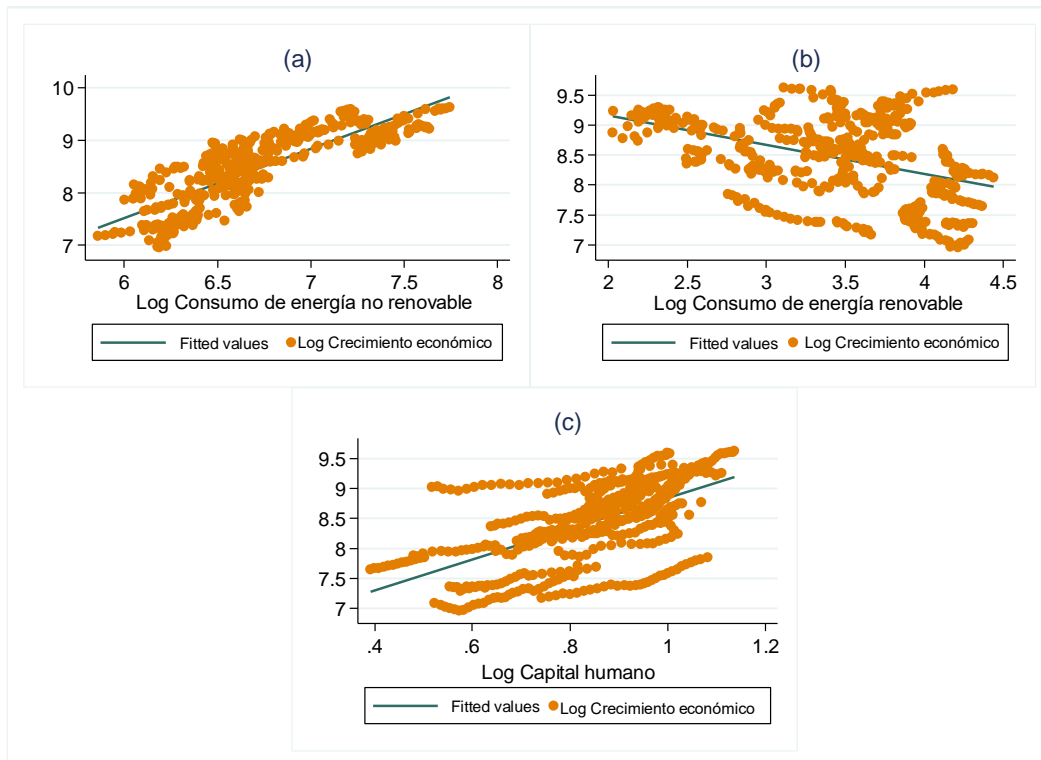 (a)
10
9
8
7
6
6.5
7
7.5
8
Log Consumo de energía no renovable
Fitted values
Log Crecimiento económico
(b)
9.5
9
8.5
8
7.5
7
2
2.5
3
3.5
4
4.5
Log Consumo de energía renovable
Fitted values
Log Crecimiento económico
(c)
9.5
9
8.5
8
7.5
7
.4
.6
.8
1
1.2
Log Capital humano
Fitted values
Log Crecimiento económico